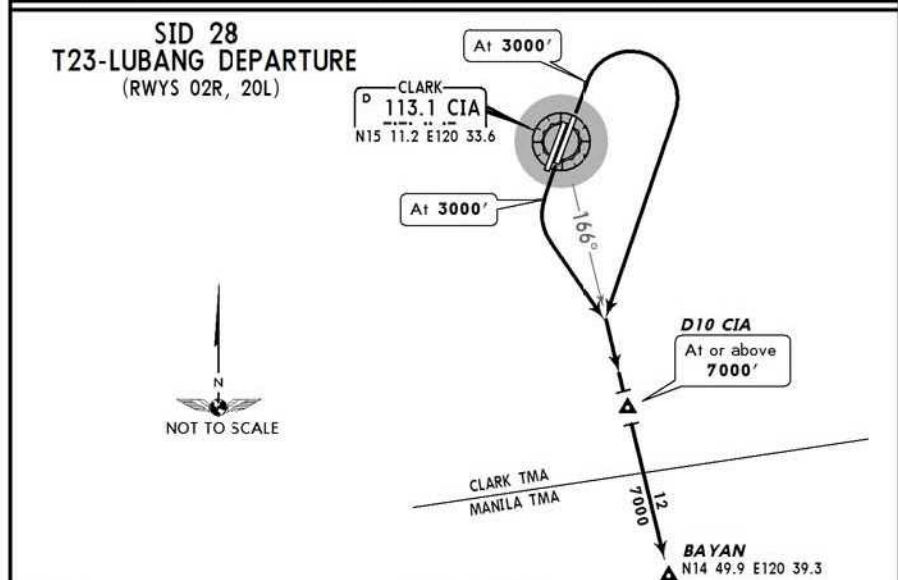 SID 28
T23-LUBANG DEPARTURE
(RWYS 02R, 20L)
At 3000'
CLARK
D 113.1 CIA
N15 11.2 E120 33.6
At 3000'
166°
D10 CIA
At or above
7000'
N
NOT TO SCALE
CLARK TMA
MANILA TMA
12
7000
BAYAN
N14 49.9 E120 39.3